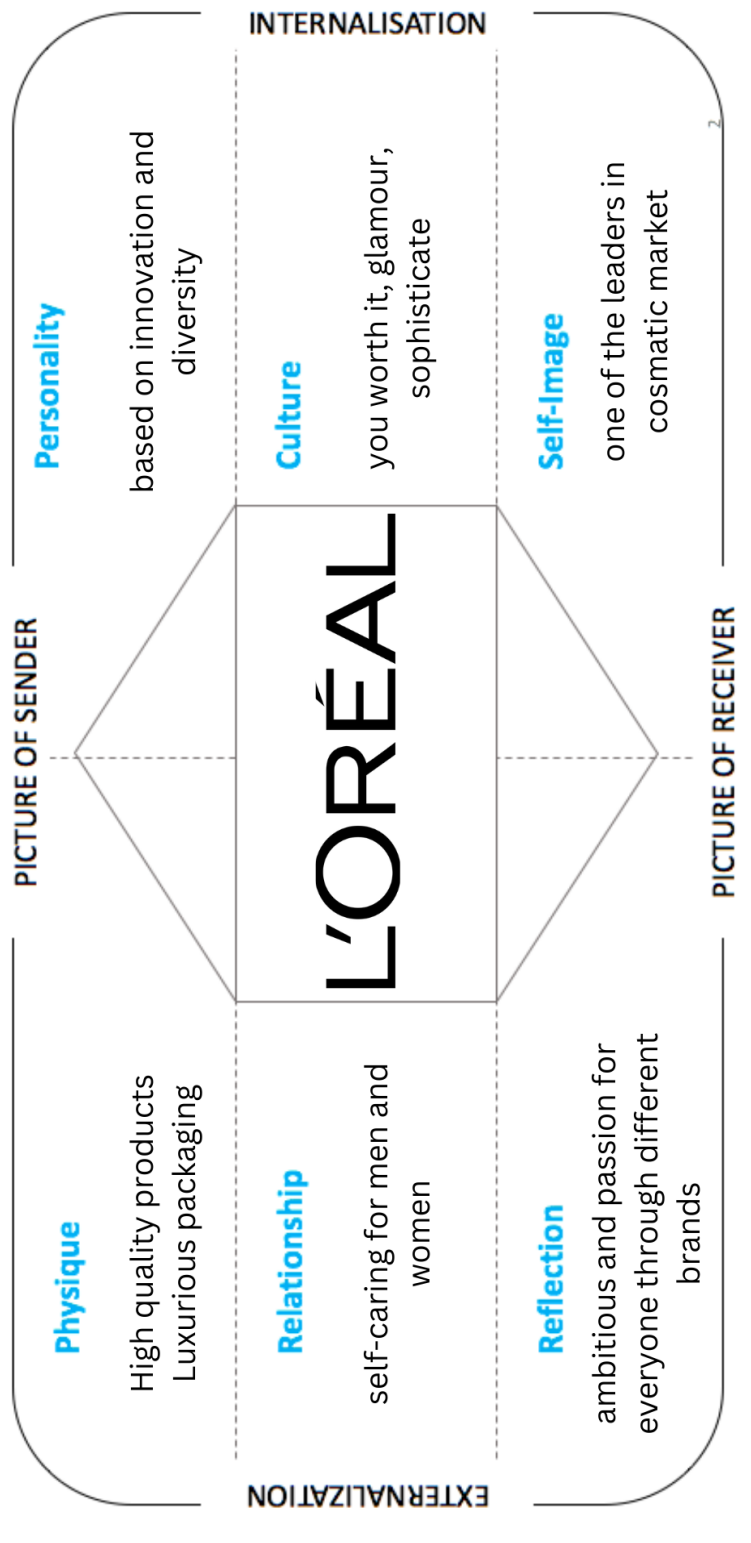 PICTURE OF SENDER
Physique
High quality products
Luxurious packaging
Personality
based on innovation and
diversity
EXTERNALIZATION
Relationship
self-caring for men and
women
L'ORÉAL
Culture
you worth it, glamour,
sophisticate
INTERNALISATION
Reflection
ambitious and passion for
everyone through different
brands
Self-Image
one of the leaders in
cosmatic market
PICTURE OF RECEIVER
2